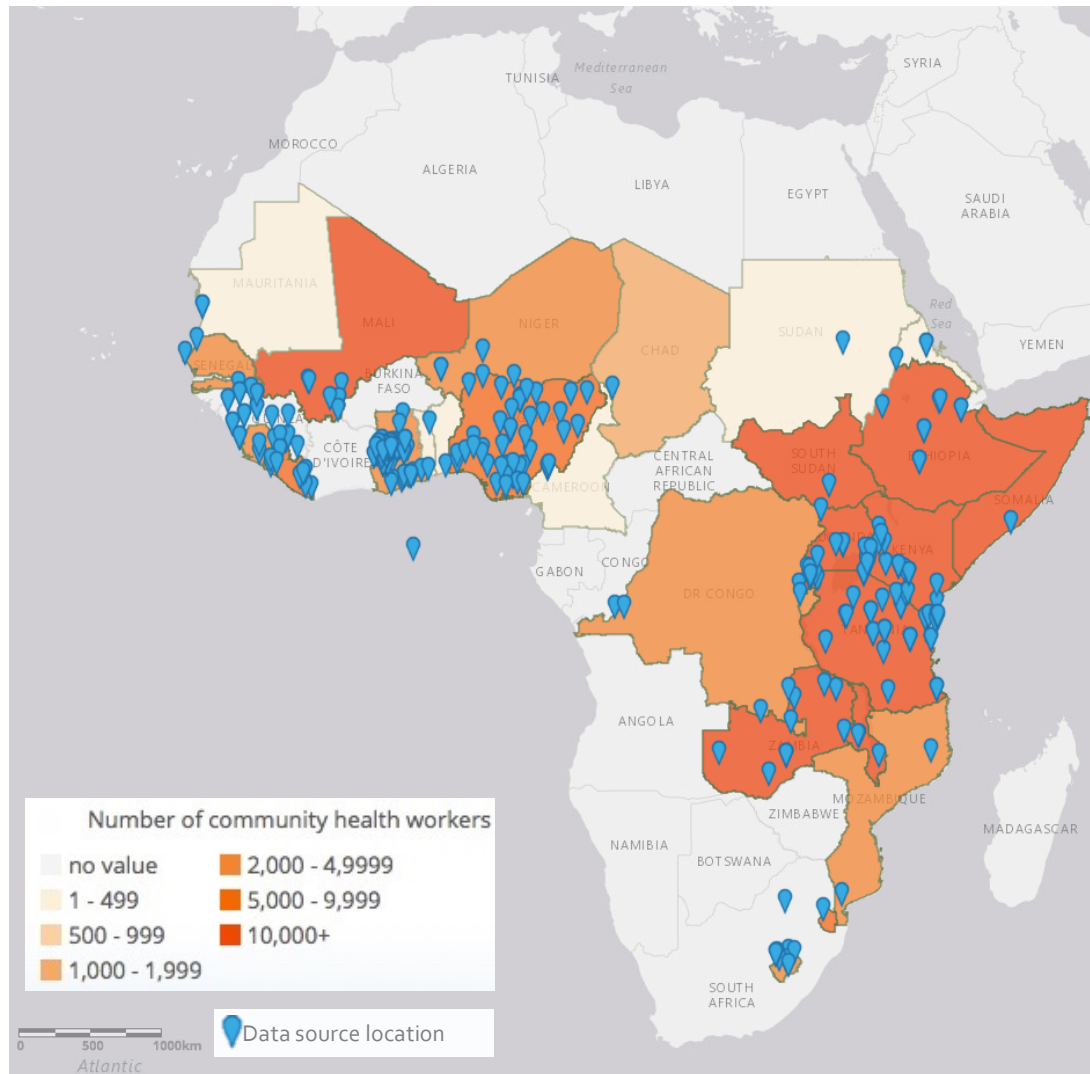 SYRIA
Mediterranean
Sea
TUNISIA
MOROCCO
ALGERIA
LIBYA
EGYPT
SAUDI
ARABIA
MAURITANIA
MALI
NIGER
CHAD
SUDAN
Red
Sea
YEMEN
SENEGAL
BURKINA
FASO
CÔTE
D'IVOIRE
CAMEROON
CENTRAL
AFRICAN
REPUBLIC
SOUTH
SUDAN
ETHIOPIA
SOMALIA
KENYA
GABON
CONGO
DR CONGO
ANGOLA
ZAMBIA
MOZAMBIQUE
ZIMBABWE
MADAGASCAR
NAMIBIA
BOTSWANA
SOUTH
AFRICA
Number of community health workers
no value
1 - 499
500 - 999
1,000 - 1,999
2,000 - 4,9999
5,000 - 9,999
10,000+
0 500 1000km
Data source location
Atlantic